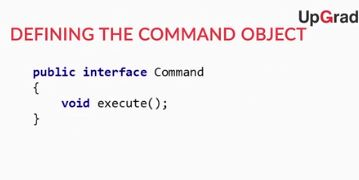 UpGrad
DEFINING THE COMMAND OBJECT
public interface Command
{
void execute();
}